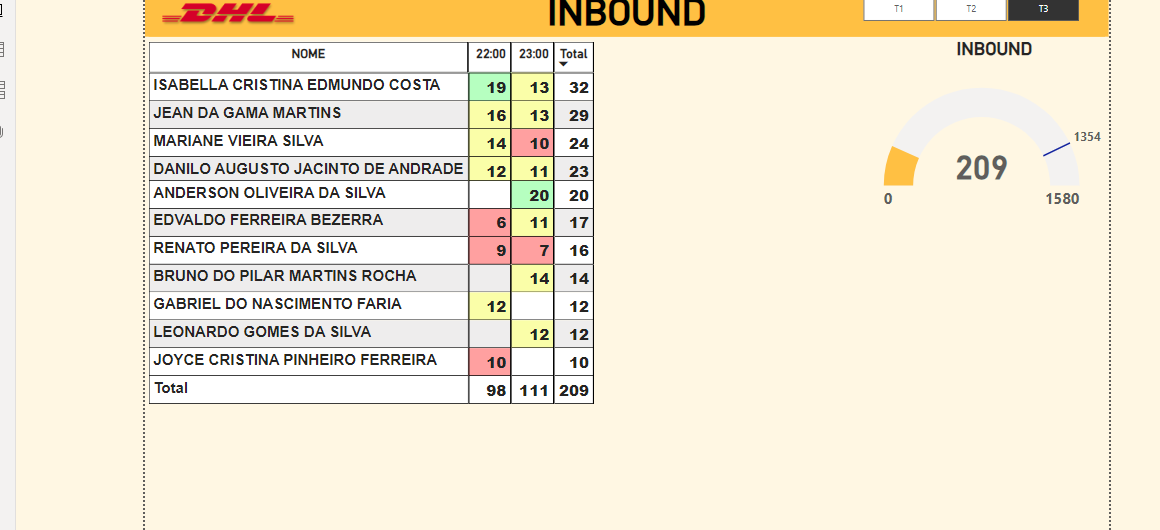 DHL INBOUND T1 T2 T3
NOME 22:00 23:00 Total
ISABELLA CRISTINA EDMUNDO COSTA 19 13 32
JEAN DA GAMA MARTINS 16 13 29
MARIANE VIEIRA SILVA 14 10 24
DANILO AUGUSTO JACINTO DE ANDRADE 12 11 23
ANDERSON OLIVEIRA DA SILVA 20 20
EDVALDO FERREIRA BEZERRA 6 11 17
RENATO PEREIRA DA SILVA 9 7 16
BRUNO DO PILAR MARTINS ROCHA 14 14
GABRIEL DO NASCIMENTO FARIA 12 12
LEONARDO GOMES DA SILVA 12 12
JOYCE CRISTINA PINHEIRO FERREIRA 10 10
Total 98 111 209
INBOUND
1354
209
0 1580